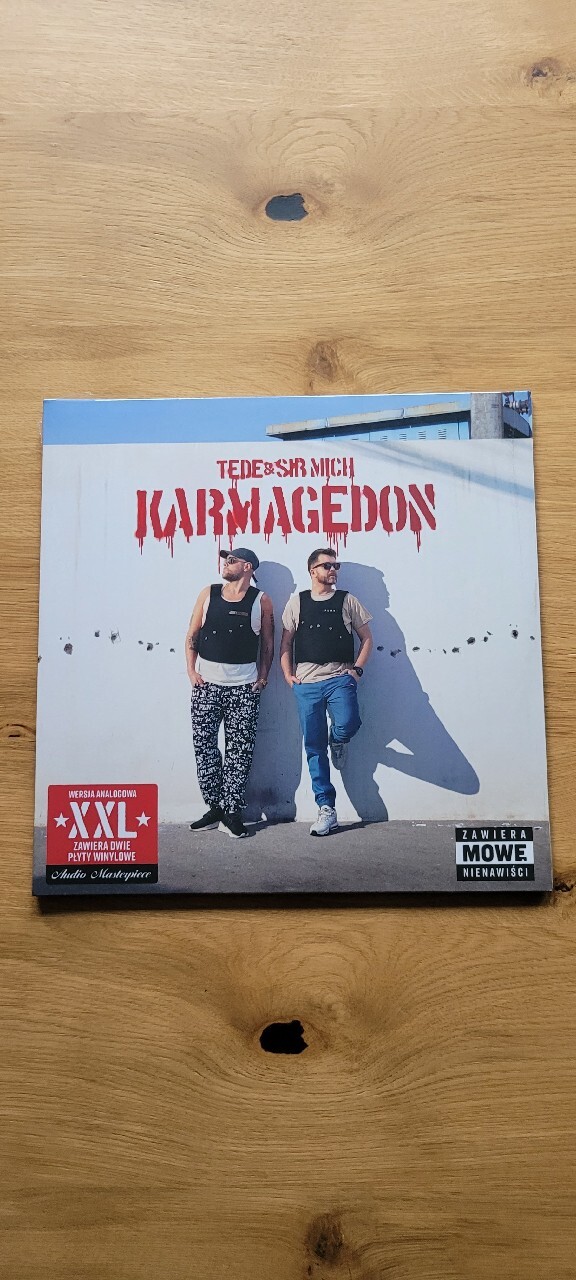 TEDE&SIR MICH
KARMAGEDON
WERSJA ANALOGOWA
XXL
ZAWIERA DWIE
PŁYTY WINYLOWE
Audio Masterpiece
ZAWIERA
MOWĘ
NIENAWIŚCI